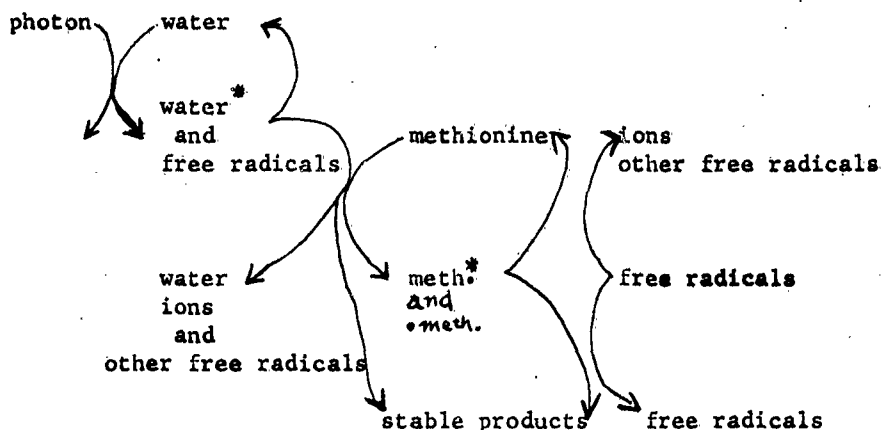 photon water
water*
and
free radicals
methionine
ions
other free radicals
water
ions
and
other free radicals
meth.*
and
•meth.
free radicals
stable products
free radicals